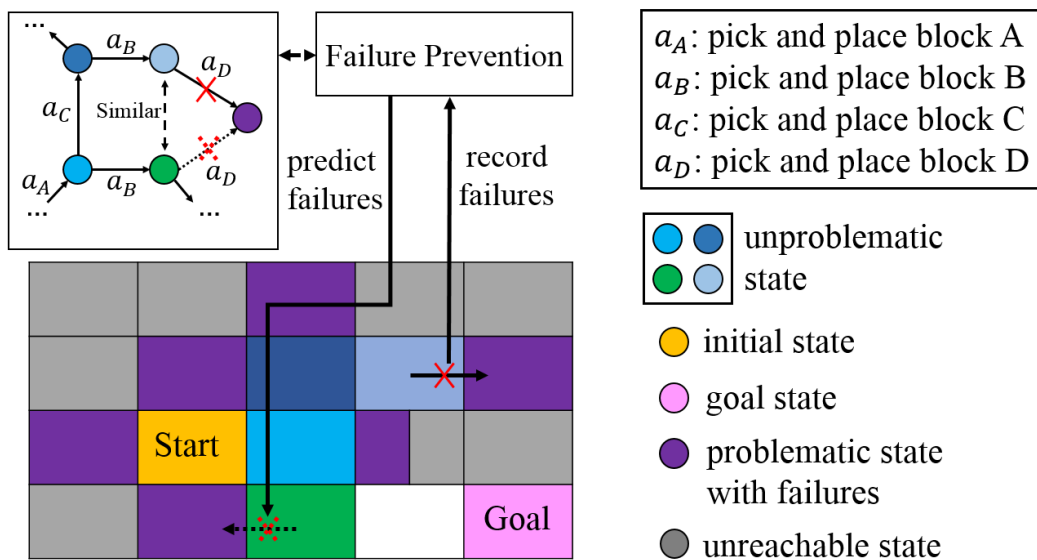 ...
a_B
a_D
a_C
Similar
a_A
a_B
a_D
...
...
Failure Prevention
predict
failures
record
failures
a_A: pick and place block A
a_B: pick and place block B
a_C: pick and place block C
a_D: pick and place block D
unproblematic
state
initial state
goal state
problematic state
with failures
unreachable state
Start
Goal